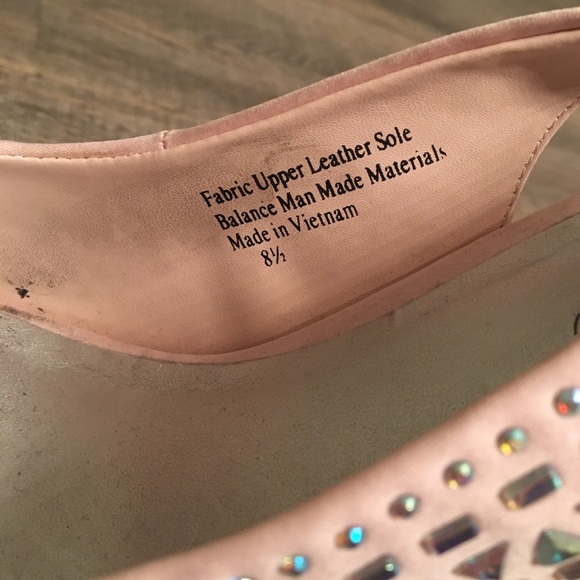 Fabric Upper Leather Sole
Balance Man Made Materials
Made in Vietnam
8½